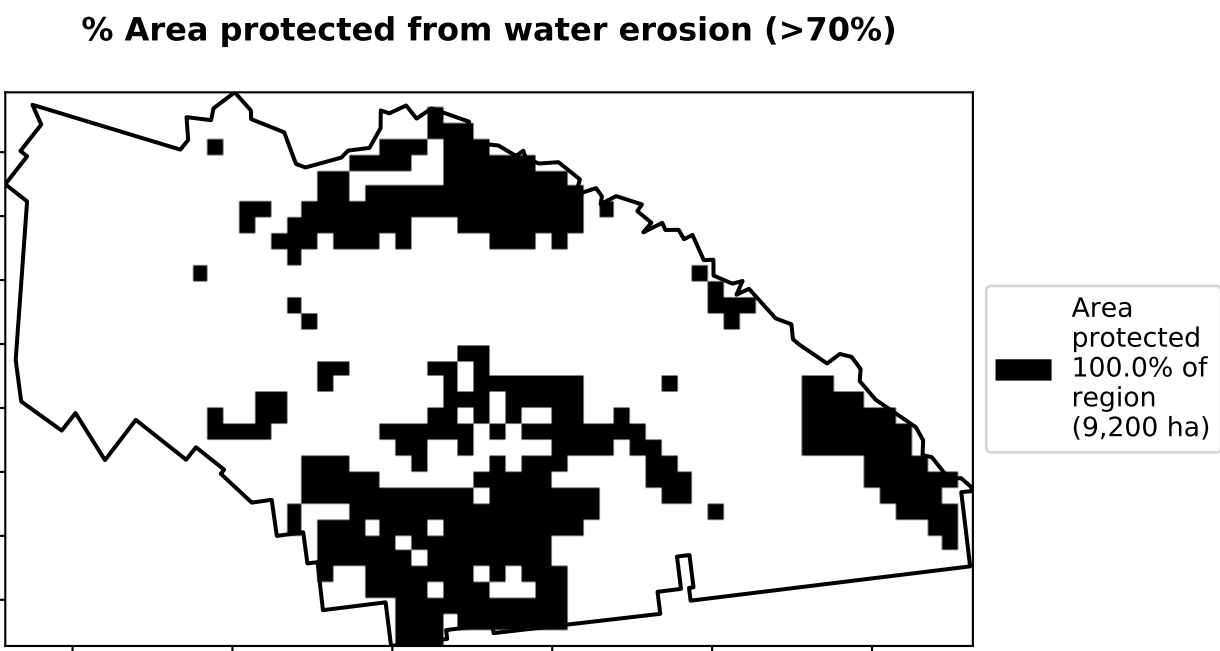 % Area protected from water erosion (>70%)
Area
protected
100.0% of
region
(9,200 ha)